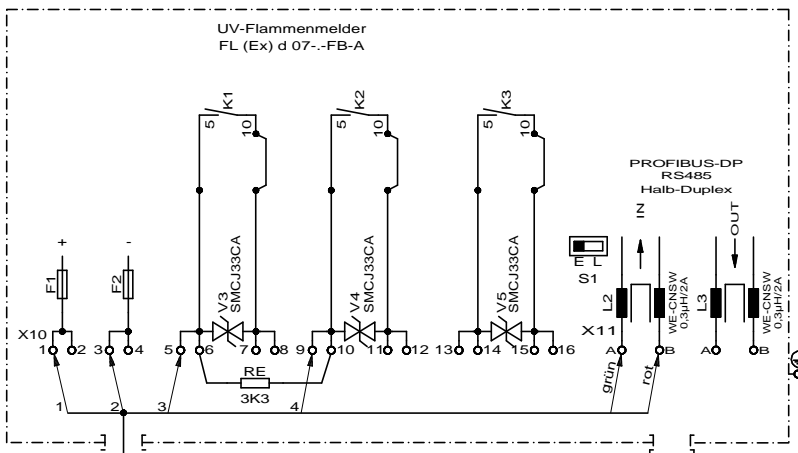 UV-Flammenmelder
FL (Ex) d 07-.-FB-A
K1
K2
K3
5
10
5
10
5
10
PROFIBUS-DP
RS485
Halb-Duplex
IN
OUT
+
-
F1
F2
V3
SMCJ33CA
V4
SMCJ33CA
V5
SMCJ33CA
E L
S1
L2
WE-CNSW
0,3µH/2A
L3
WE-CNSW
0,3µH/2A
X10
X11
1 2 3 4 5 6 7 8 9 10 11 12 13 14 15 16 A B A B
RE
3K3
grün
rot
1 2 3 4